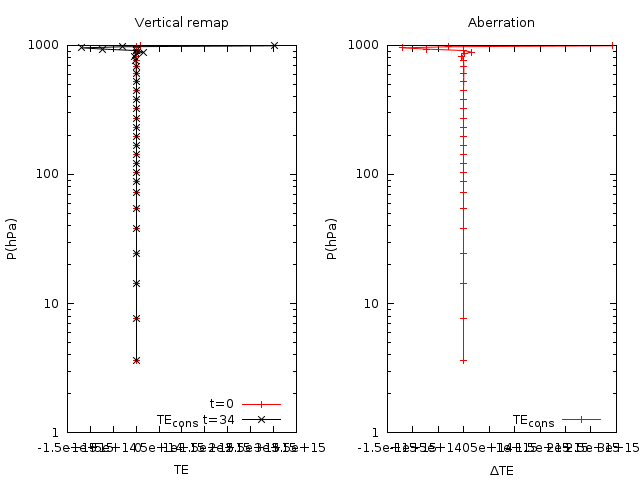 Vertical remap
Aberration
1000
100
10
1
P(hPa)
t=0
TEcons t=34
TE
1000
100
10
1
P(hPa)
TEcons
ΔTE